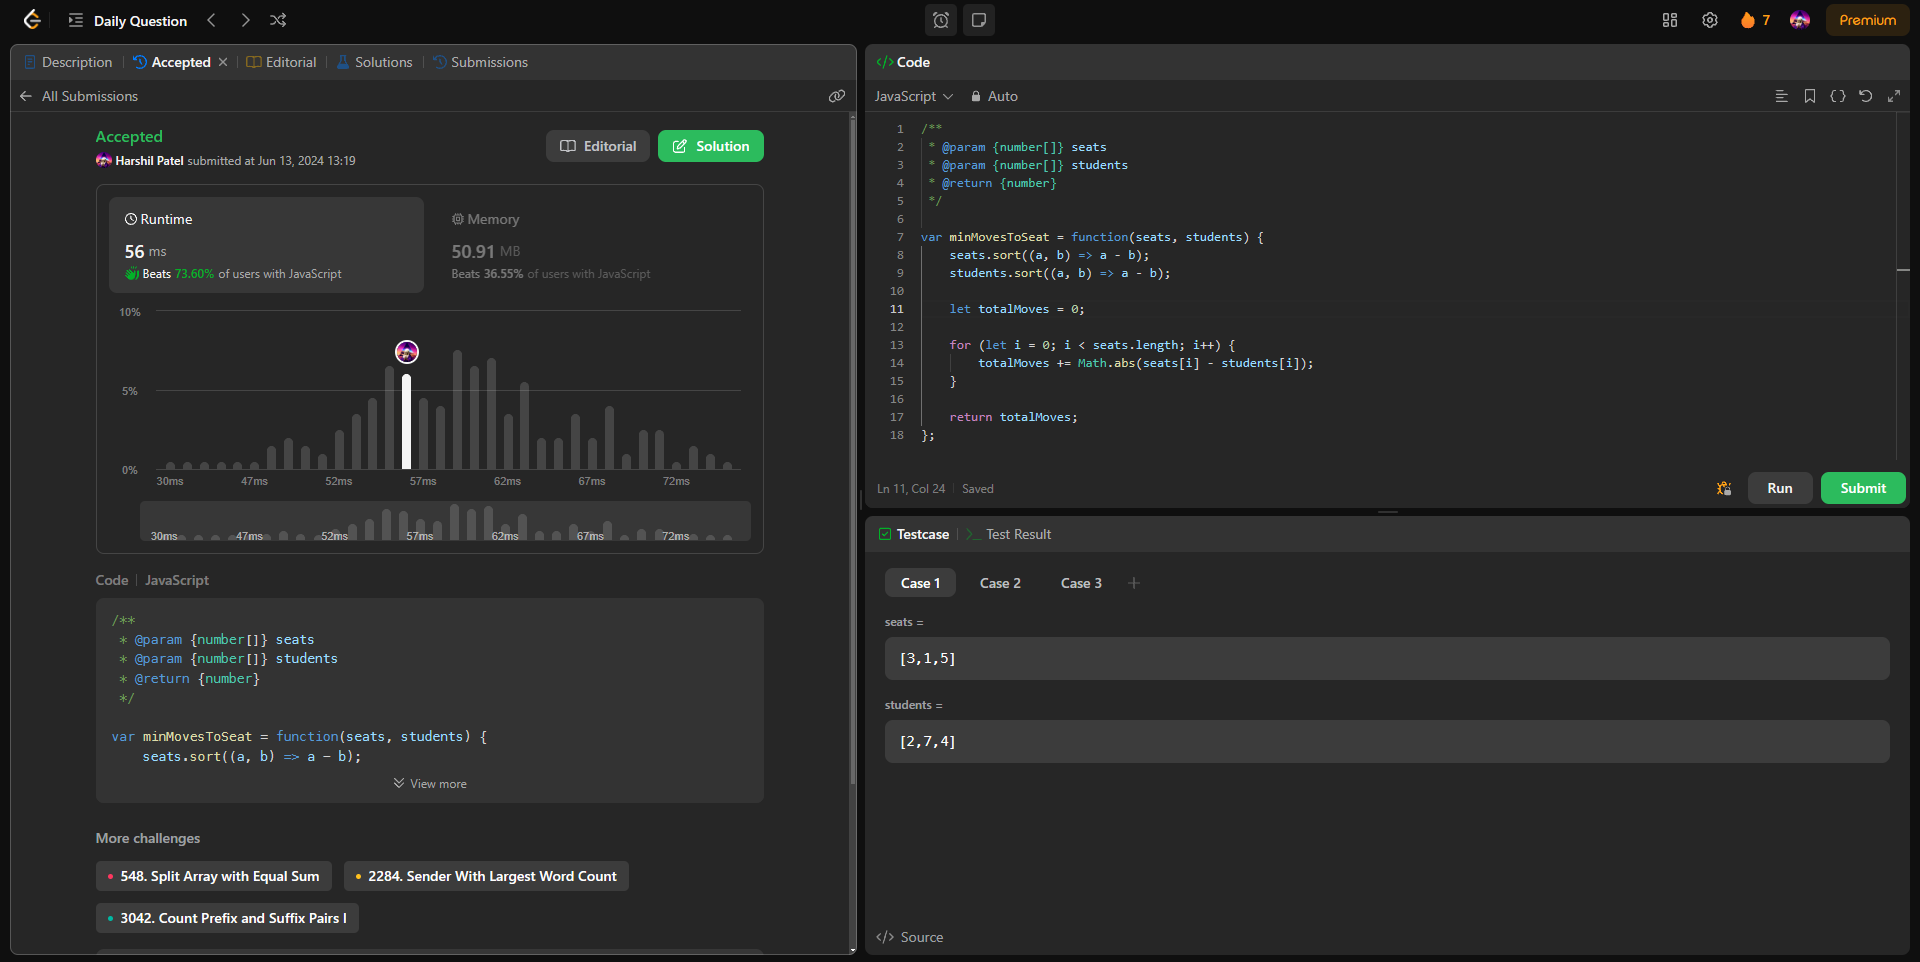 Daily Question
7
Premium
Description
Accepted
Editorial
Solutions
Submissions
All Submissions
Accepted
Harshil Patel submitted at Jun 13, 2024 13:19
Editorial
Solution
Runtime
56 ms
Beats 73.60% of users with JavaScript
Memory
50.91 MB
Beats 36.55% of users with JavaScript
10%
5%
0%
30ms 47ms 52ms 57ms 62ms 67ms 72ms
30ms 47ms 52ms 57ms 62ms 67ms 72ms
Code | JavaScript
/**
 * @param {number[]} seats
 * @param {number[]} students
 * @return {number}
 */
var minMovesToSeat = function(seats, students) {
    seats.sort((a, b) => a - b);
View more
More challenges
548. Split Array with Equal Sum
2284. Sender With Largest Word Count
3042. Count Prefix and Suffix Pairs I
</> Code
JavaScript
Auto
1 /**
2  * @param {number[]} seats
3  * @param {number[]} students
4  * @return {number}
5  */
6
7 var minMovesToSeat = function(seats, students) {
8     seats.sort((a, b) => a - b);
9     students.sort((a, b) => a - b);
10
11     let totalMoves = 0;
12
13     for (let i = 0; i < seats.length; i++) {
14         totalMoves += Math.abs(seats[i] - students[i]);
15     }
16
17     return totalMoves;
18 };
Ln 11, Col 24
Saved
Run
Submit
Testcase
>_ Test Result
Case 1
Case 2
Case 3
+
seats =
[3,1,5]
students =
[2,7,4]
</> Source